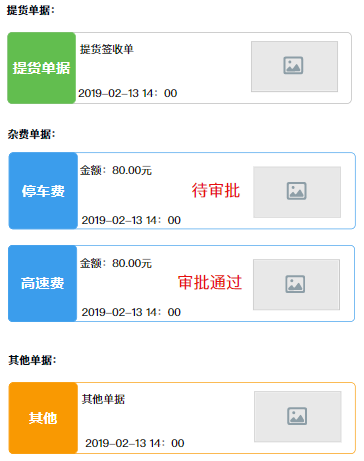 提货单据：
提货单据
提货签收单
2019-02-13 14：00
杂费单据：
停车费
金额：80.00元
待审批
2019-02-13 14：00
高速费
金额：80.00元
审批通过
2019-02-13 14：00
其他单据：
其他
其他单据
2019-02-13 14：00